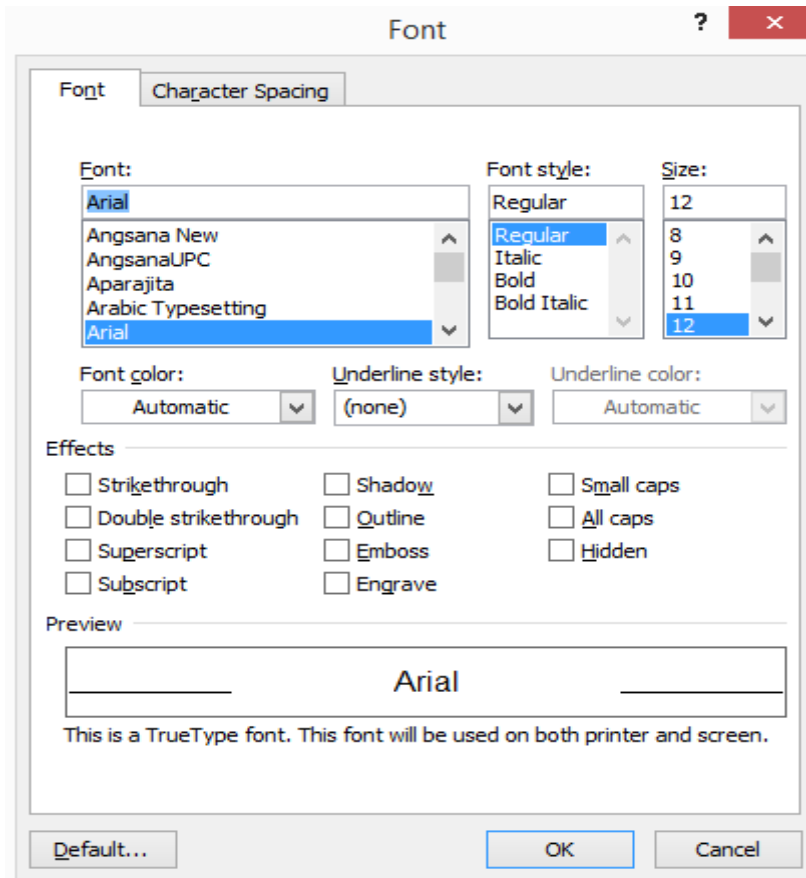 Font ? ×
Font Character Spacing
Font: Font style: Size:
Arial Regular 12
Angsana New Regular 8
AngsanaUPC Italic 9
Aparajita Bold 10
Arabic Typesetting Bold Italic 11
Arial 12
Font color: Underline style: Underline color:
Automatic (none) Automatic
Effects
Strikethrough Shadow Small caps
Double strikethrough Outline All caps
Superscript Emboss Hidden
Subscript Engrave
Preview
Arial
This is a TrueType font. This font will be used on both printer and screen.
Default... OK Cancel